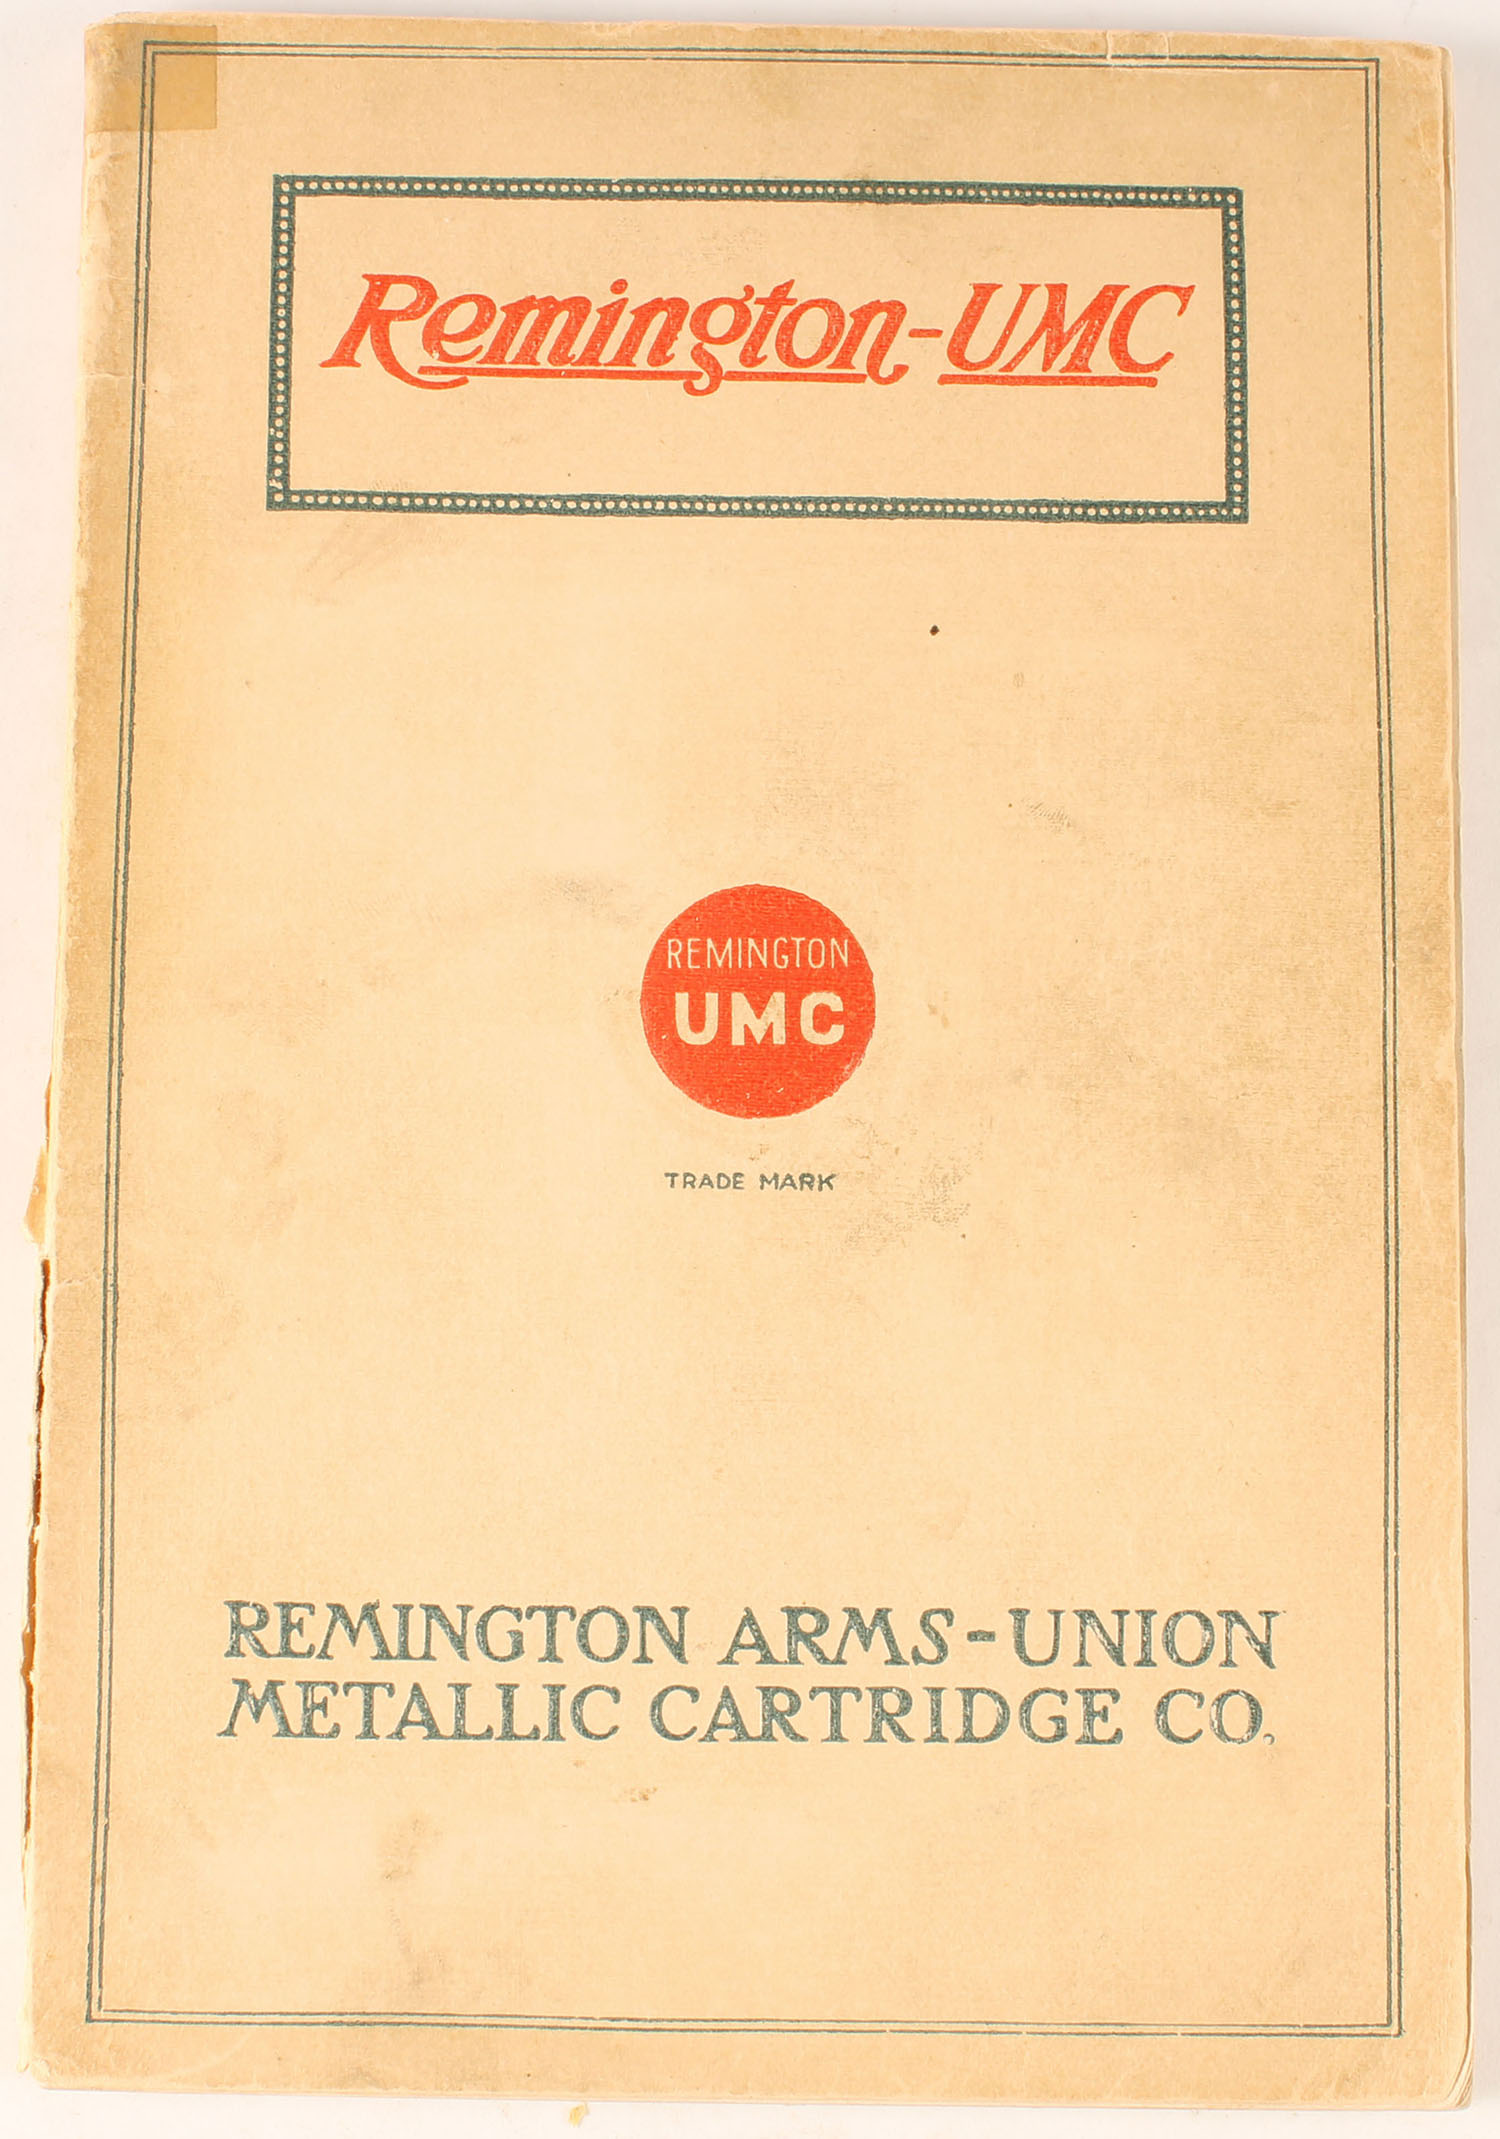 Remington-UMC
REMINGTON
UMC
TRADE MARK
REMINGTON ARMS-UNION
METALLIC CARTRIDGE CO.